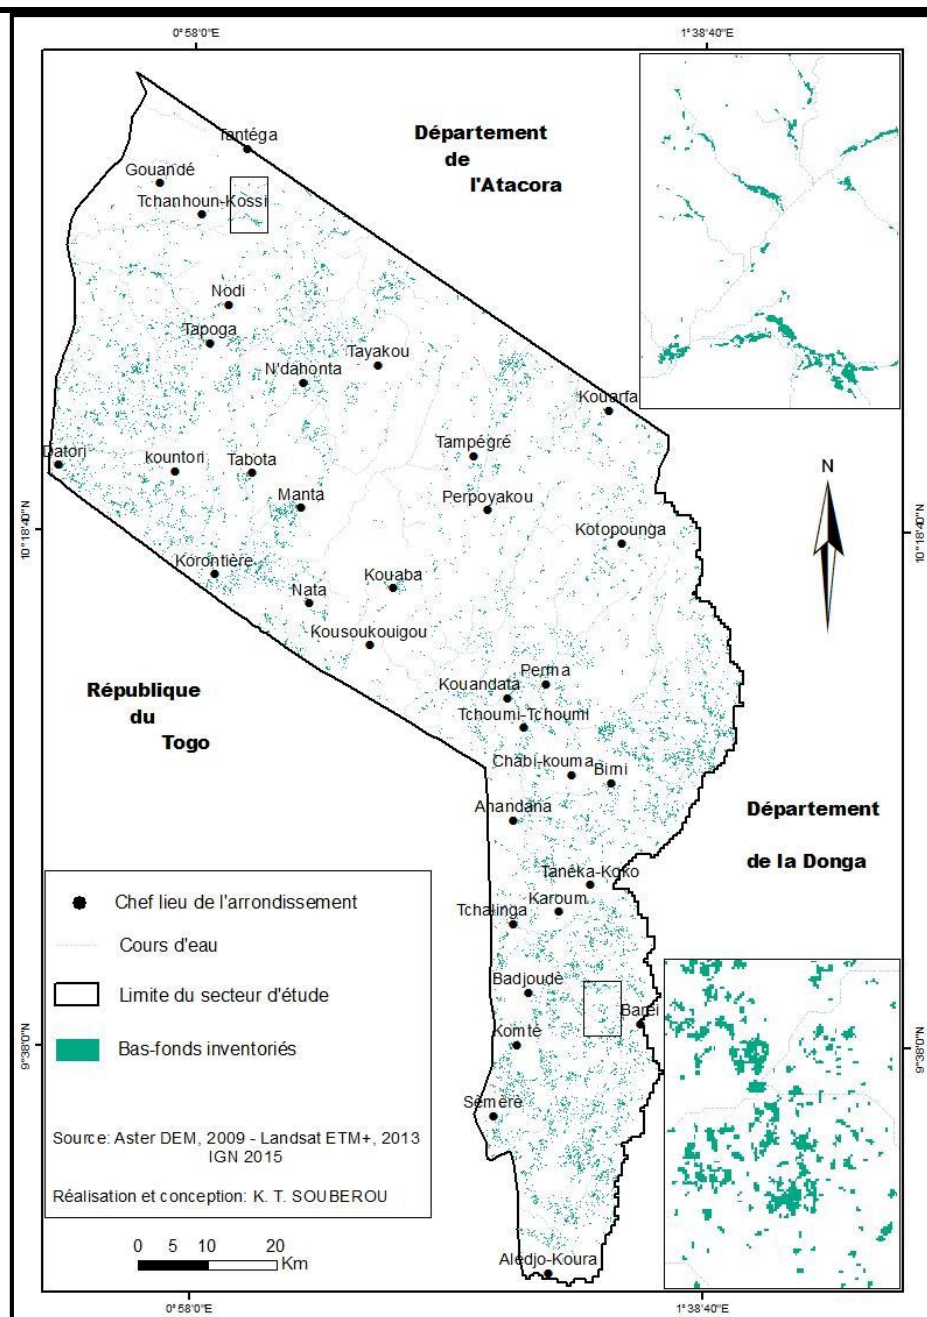 0°58'0"E
1°38'40"E
Tantéga
Département
de
l'Atacora
Gouandé
Tchanhoun-Kossi
Nodi
Tapoga
Tayakou
N'dahonta
Kouarfa
Datori
kountori
Tabota
Tampégré
Manta
Perpoyakou
10°18'40"N
10°18'40"N
N
Kotopounga
Korontière
Kouaba
Nata
Kousoukouigou
République
du
Togo
Perma
Kouandata
Tchoumi-Tchoumi
Chabi-kouma
Birni
Anandana
Département
de la Donga
Tanéka-Koko
Karoum
Tchalinga
Badjoudè
Bareï
Komtè
Sèmèrè
9°38'0"N
9°38'0"N
Alédjo-Koura
Chef lieu de l'arrondissement
Cours d'eau
Limite du secteur d'étude
Bas-fonds inventoriés
Source: Aster DEM, 2009 - Landsat ETM+, 2013
IGN 2015
Réalisation et conception: K. T. SOUBEROU
0 5 10 20
Km
0°58'0"E
1°38'40"E